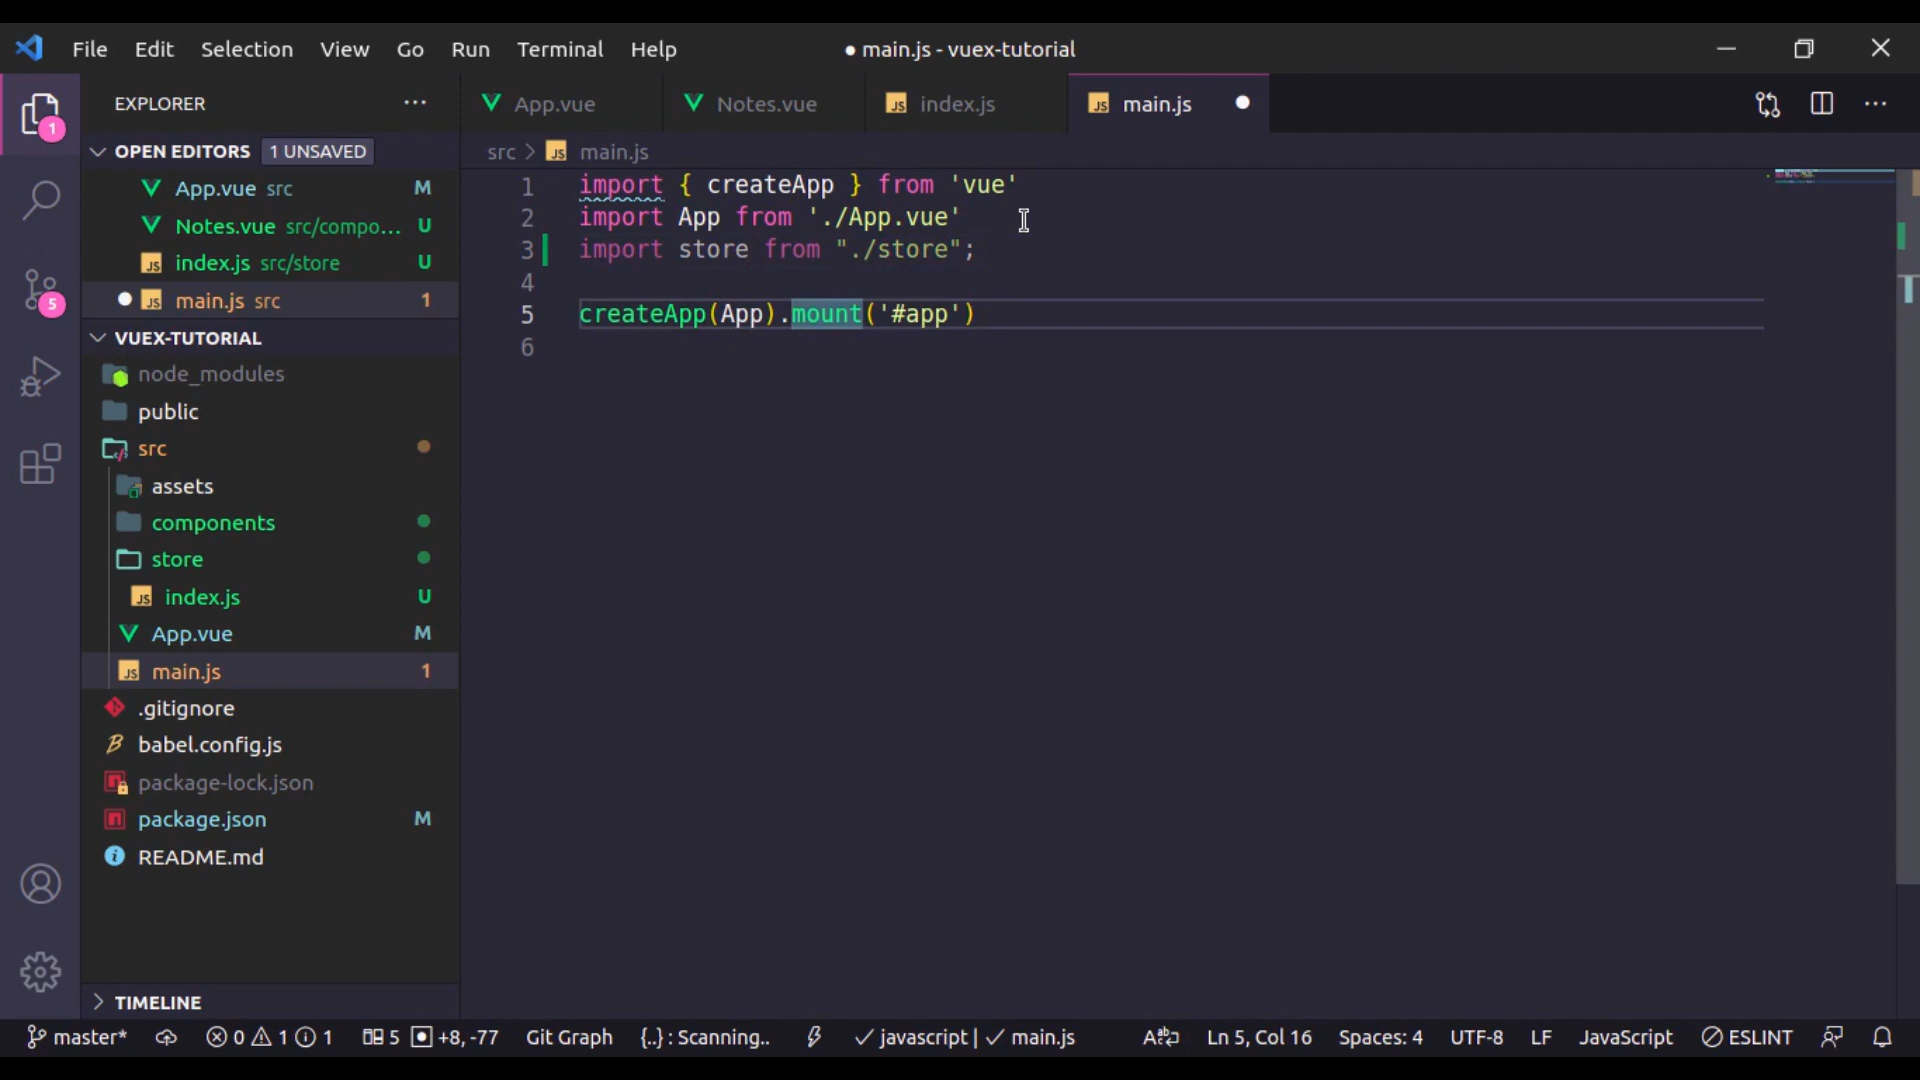 File Edit Selection View Go Run Terminal Help ● main.js - vuex-tutorial
EXPLORER
App.vue Notes.vue index.js main.js
OPEN EDITORS 1 UNSAVED
App.vue src M
Notes.vue src/compo... U
index.js src/store U
main.js src 1
VUEX-TUTORIAL
node_modules
public
src
assets
components
store
index.js U
App.vue M
main.js 1
.gitignore
babel.config.js
package-lock.json
package.json M
README.md
TIMELINE
src > main.js
1 import { createApp } from 'vue'
2 import App from './App.vue'
3 import store from "./store";
4
5 createApp(App).mount('#app')
6
1
5
master* 0 1 1 5 +8, -77 Git Graph {..} : Scanning.. javascript | main.js Ln 5, Col 16 Spaces: 4 UTF-8 LF JavaScript ESLINT